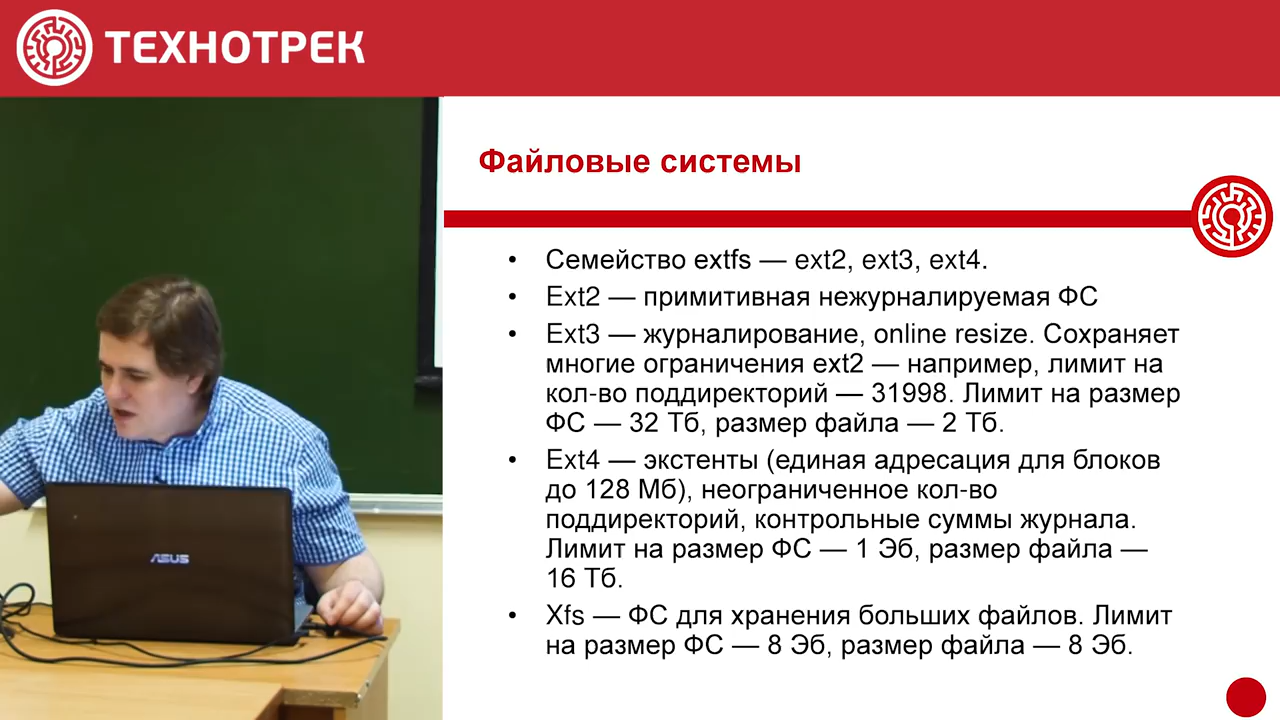 ТЕХНОТРЕК
Файловые системы
• Семейство extfs — ext2, ext3, ext4.
• Ext2 — примитивная нежурналируемая ФС
• Ext3 — журналирование, online resize. Сохраняет
многие ограничения ext2 — например, лимит на
кол-во поддиректорий — 31998. Лимит на размер
ФС — 32 Тб, размер файла — 2 Тб.
• Ext4 — экстенты (единая адресация для блоков
до 128 Мб), неограниченное кол-во
поддиректорий, контрольные суммы журнала.
Лимит на размер ФС — 1 Эб, размер файла —
16 Тб.
• Xfs — ФС для хранения больших файлов. Лимит
на размер ФС — 8 Эб, размер файла — 8 Эб.
ASUS